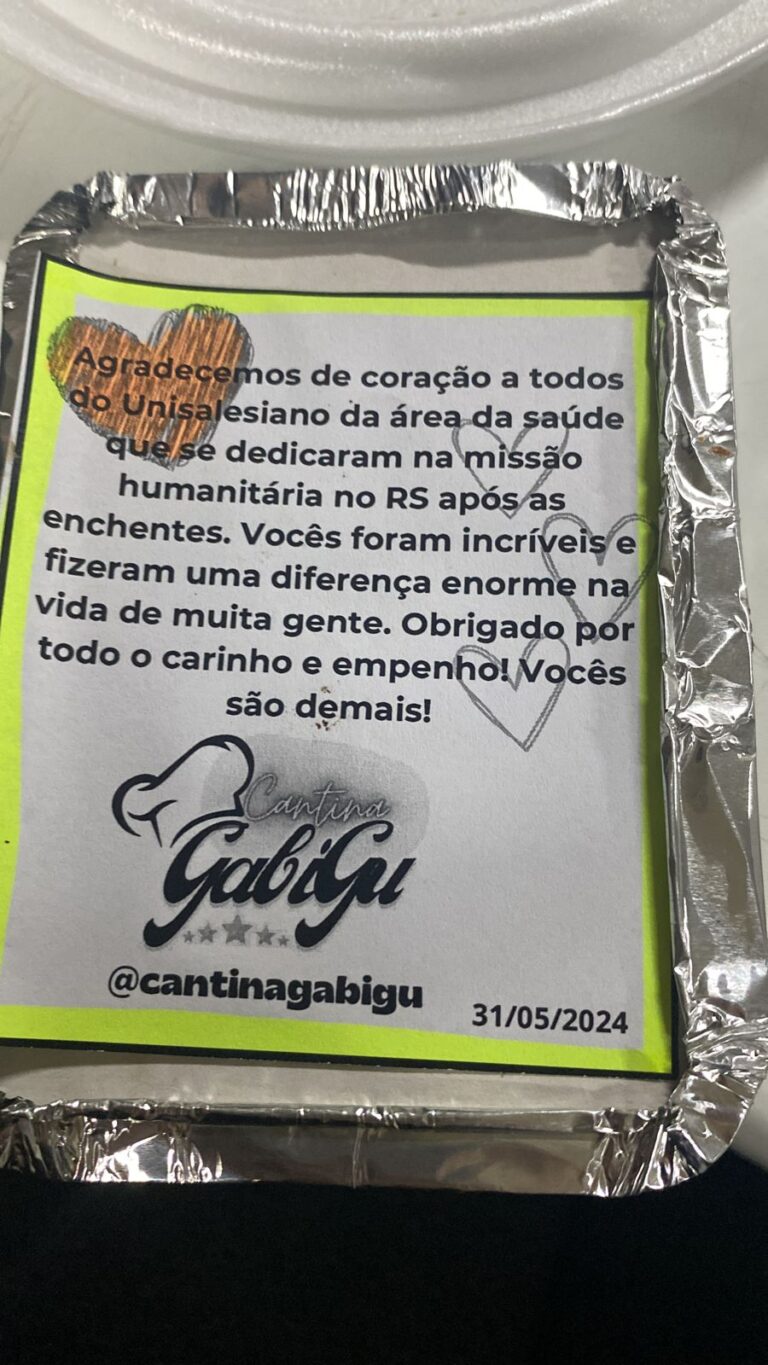 Agradecemos de coração a todos
do Unisalesiano da área da saúde
que se dedicaram na missão
humanitária no RS após as
enchentes. Vocês foram incríveis e
fizeram uma diferença enorme na
vida de muita gente. Obrigado por
todo o carinho e empenho! Vocês
são demais!
Cantina
GabiGu
@cantinagabigu
31/05/2024